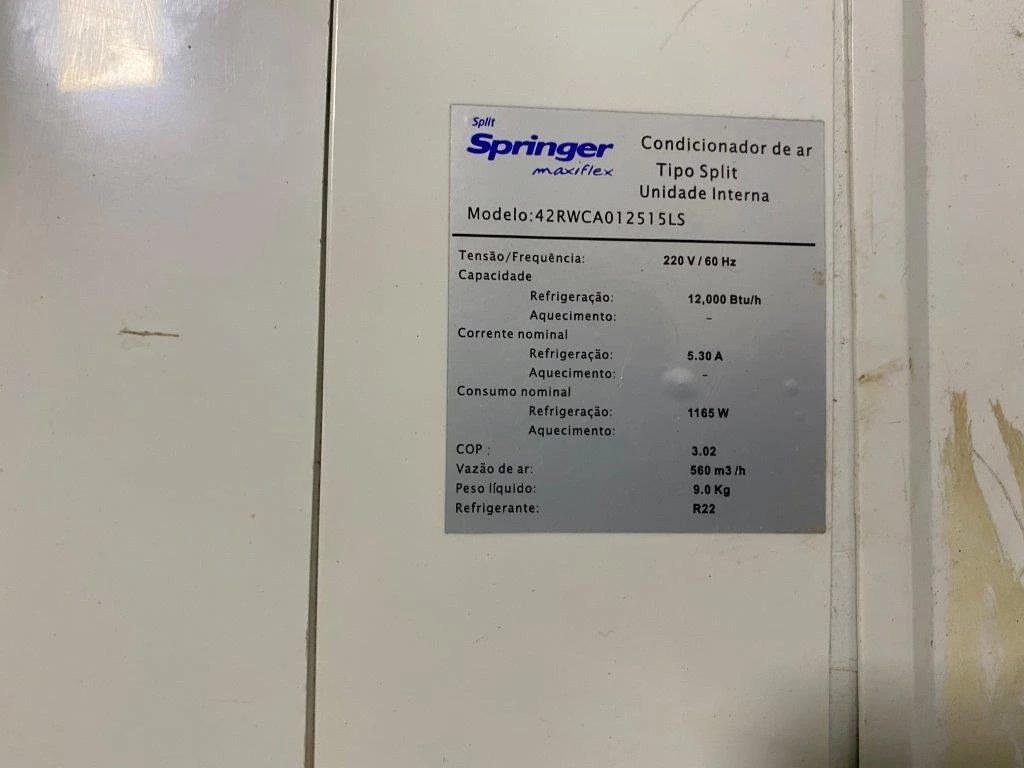 Split
Springer
maxiflex
Condicionador de ar
Tipo Split
Unidade Interna
Modelo:42RWCA012515LS
Tensão/Frequência: 220 V / 60 Hz
Capacidade
Refrigeração: 12,000 Btu/h
Aquecimento: –
Corrente nominal
Refrigeração: 5.30 A
Aquecimento: –
Consumo nominal
Refrigeração: 1165 W
Aquecimento:
COP : 3.02
Vazão de ar: 560 m3 /h
Peso líquido: 9.0 Kg
Refrigerante: R22